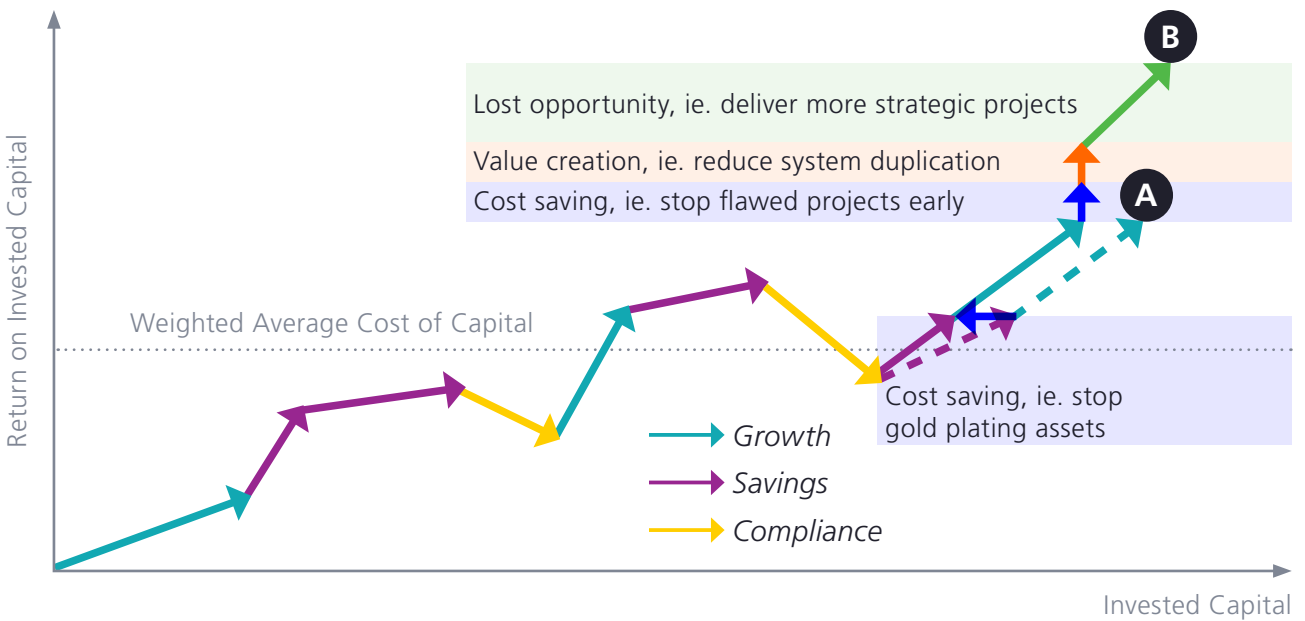 B
Lost opportunity, ie. deliver more strategic projects
Value creation, ie. reduce system duplication
A
Cost saving, ie. stop flawed projects early
Return on Invested Capital
Weighted Average Cost of Capital
Cost saving, ie. stop
gold plating assets
Growth
Savings
Compliance
Invested Capital